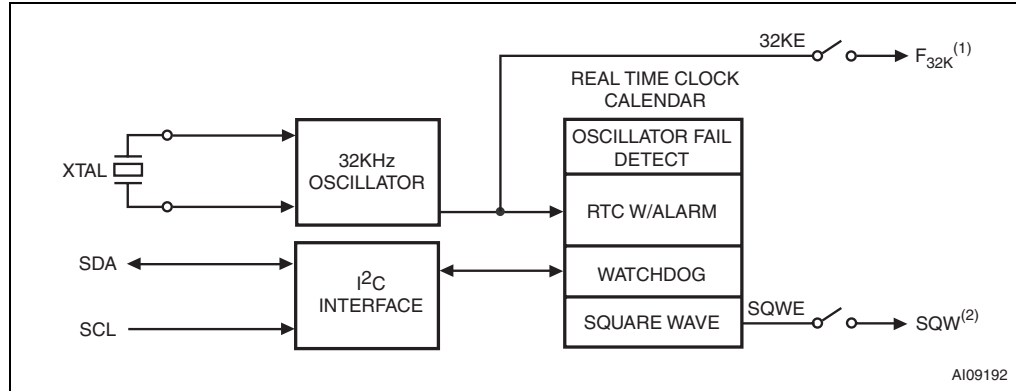 32KE
F32K(1)
REAL TIME CLOCK
CALENDAR
OSCILLATOR FAIL
DETECT
XTAL
32KHz
OSCILLATOR
RTC W/ALARM
SDA
I2C
INTERFACE
WATCHDOG
SCL
SQUARE WAVE
SQWE
SQW(2)
AI09192